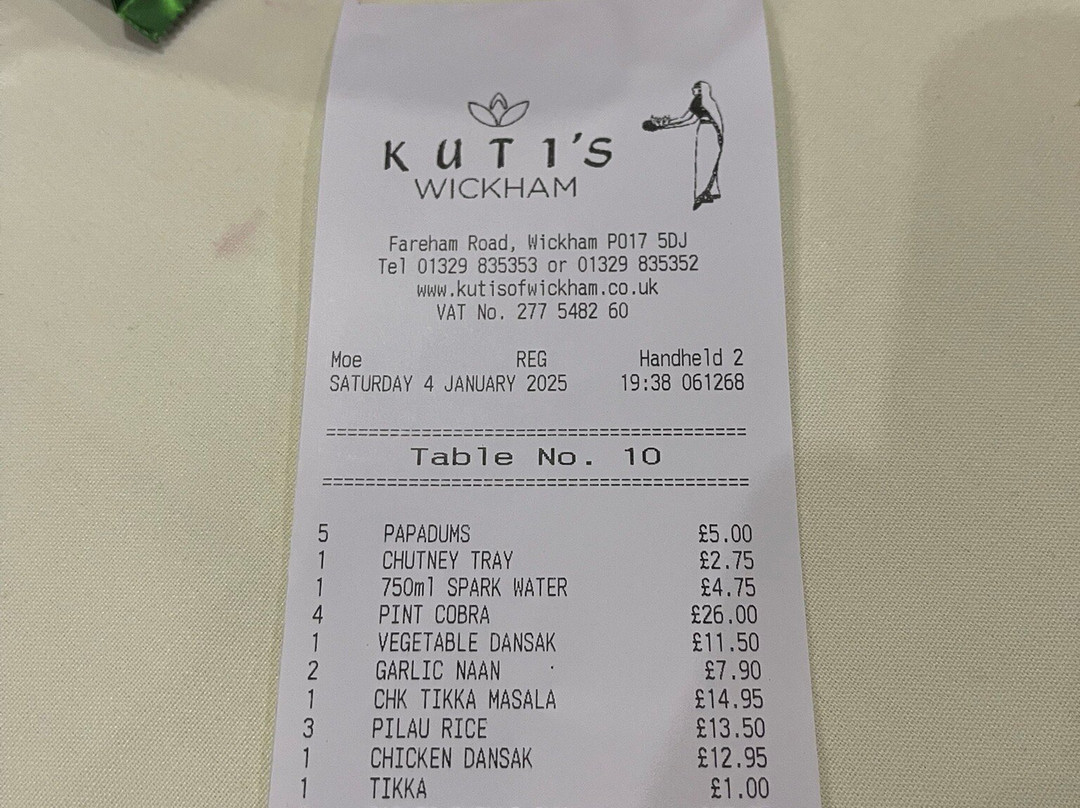 KUTI'S
WICKHAM
Fareham Road, Wickham PO17 5DJ
Tel 01329 835353 or 01329 835352
www.kutisofwickham.co.uk
VAT No. 277 5482 60
Moe REG Handheld 2
SATURDAY 4 JANUARY 2025 19:38 061268
==========================================
Table No. 10
==========================================
5 PAPADUMS £5.00
1 CHUTNEY TRAY £2.75
1 750ml SPARK WATER £4.75
4 PINT COBRA £26.00
1 VEGETABLE DANSAK £11.50
2 GARLIC NAAN £7.90
1 CHK TIKKA MASALA £14.95
3 PILAU RICE £13.50
1 CHICKEN DANSAK £12.95
1 TIKKA £1.00